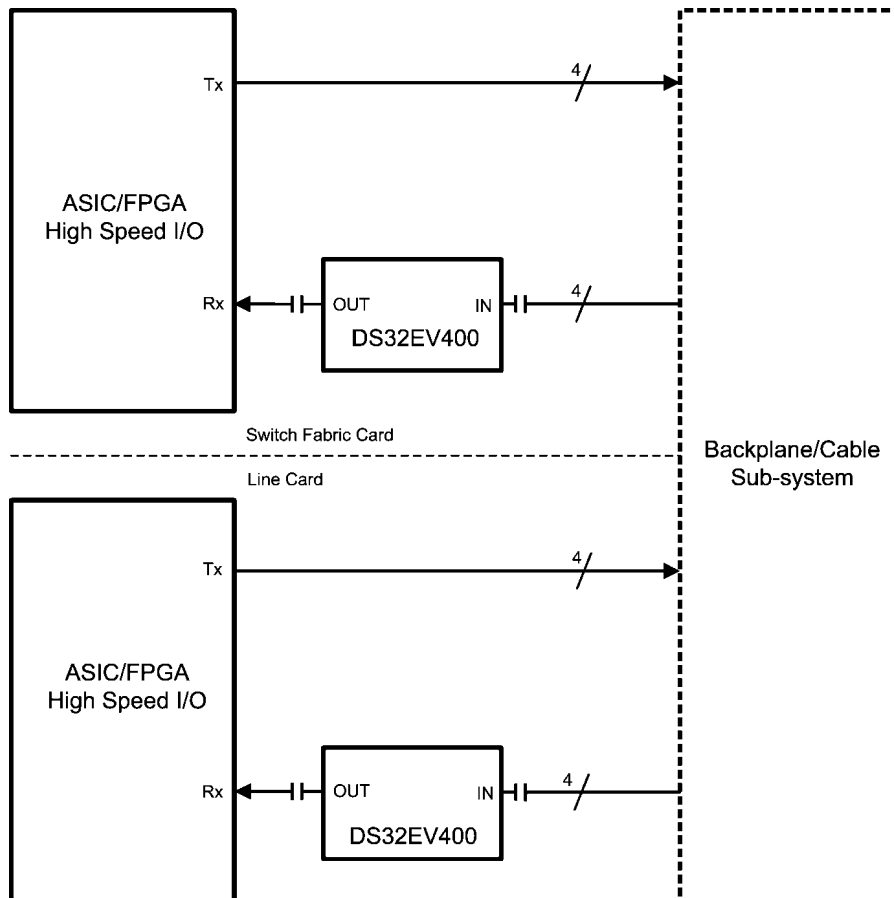 Tx
4
ASIC/FPGA
High Speed I/O
4
Rx
OUT
IN
DS32EV400
Switch Fabric Card
Line Card
Backplane/Cable
Sub-system
Tx
4
ASIC/FPGA
High Speed I/O
4
Rx
OUT
IN
DS32EV400